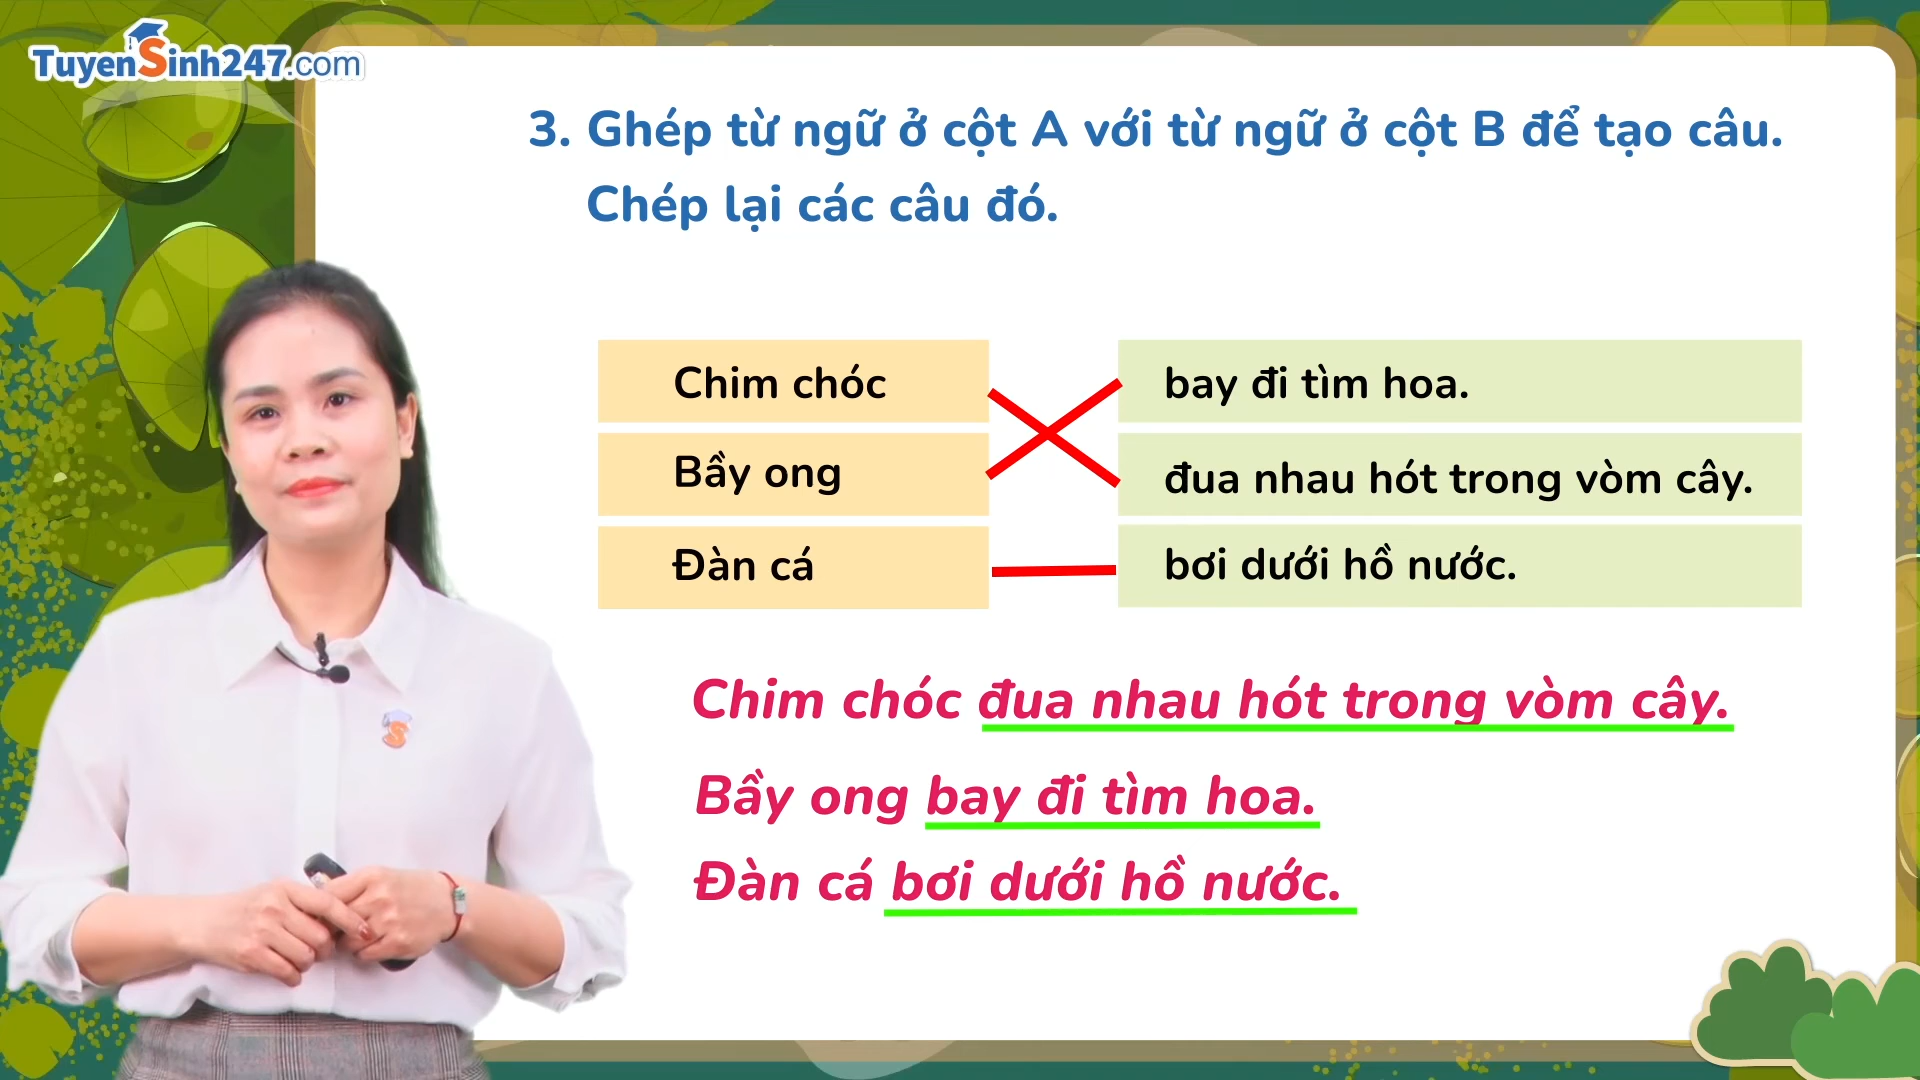 TuyenSinh247.com
3. Ghép từ ngữ ở cột A với từ ngữ ở cột B để tạo câu.
Chép lại các câu đó.
Chim chóc
bay đi tìm hoa.
Bầy ong
đua nhau hót trong vòm cây.
Đàn cá
bơi dưới hồ nước.
Chim chóc đua nhau hót trong vòm cây.
Bầy ong bay đi tìm hoa.
Đàn cá bơi dưới hồ nước.